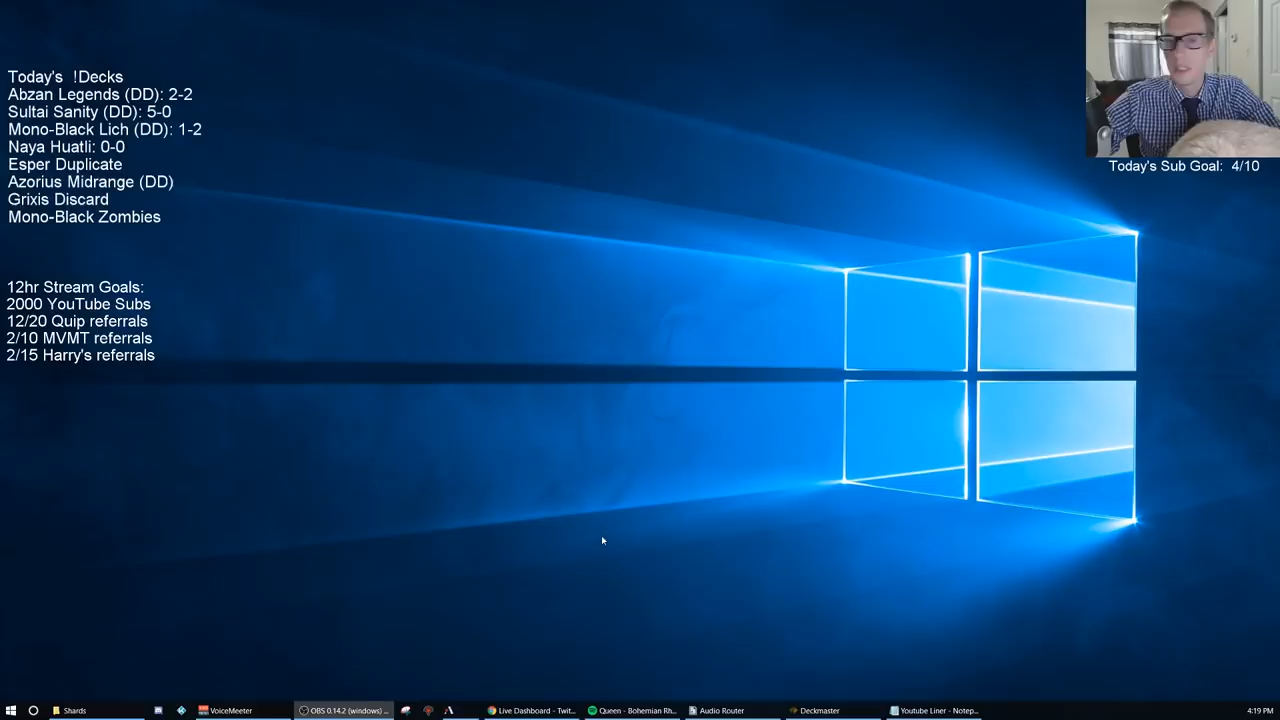 Today's !Decks
Abzan Legends (DD): 2-2
Sultai Sanity (DD): 5-0
Mono-Black Lich (DD): 1-2
Naya Huatli: 0-0
Esper Duplicate
Azorius Midrange (DD)
Grixis Discard
Mono-Black Zombies
12hr Stream Goals:
2000 YouTube Subs
12/20 Quip referrals
2/10 MVMT referrals
2/15 Harry's referrals
Today's Sub Goal: 4/10
Shards
VoiceMeeter
OBS 0.14.2 (windows) ...
Live Dashboard - Twit...
Queen - Bohemian Rh...
Audio Router
Deckmaster
Youtube Liner - Notep...
4:19 PM